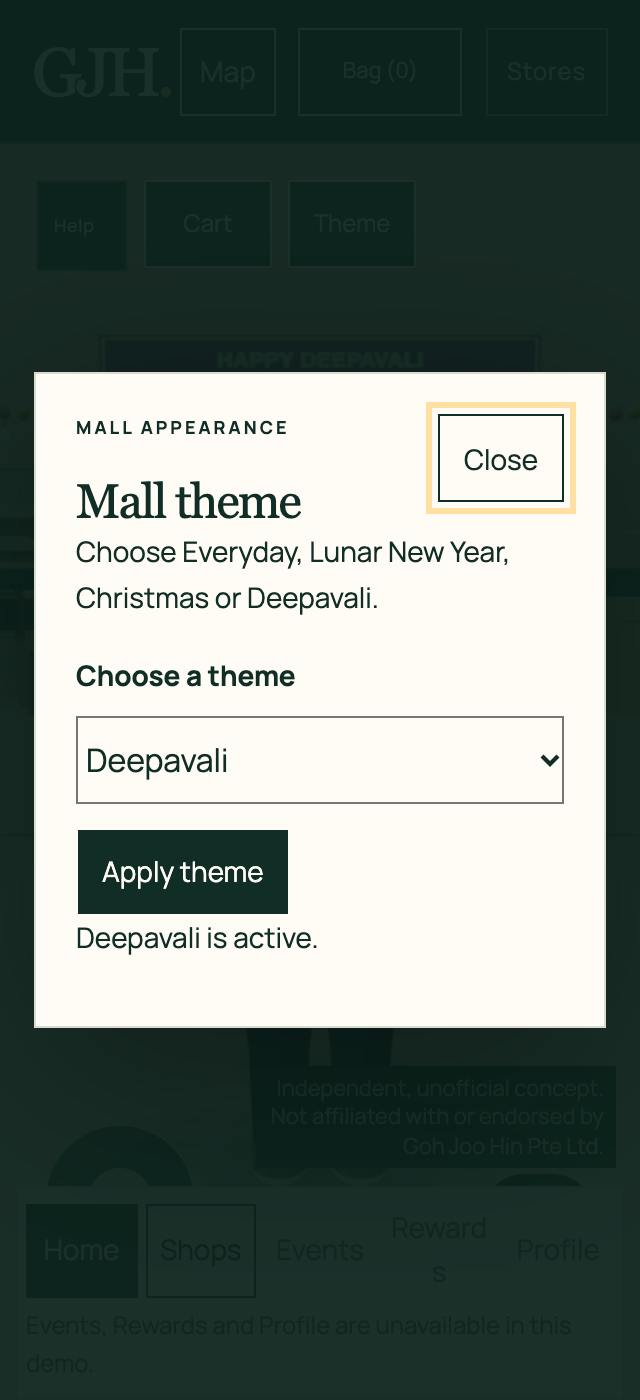 GJH.
Map
Bag (0)
Stores
Help
Cart
Theme
HAPPY DEEPAVALI
MALL APPEARANCE
Close
Mall theme
Choose Everyday, Lunar New Year,
Christmas or Deepavali.
Choose a theme
Deepavali
Apply theme
Deepavali is active.
Independent, unofficial concept.
Not affiliated with or endorsed by
Goh Joo Hin Pte Ltd.
Home
Shops
Events
Reward
s
Profile
Events, Rewards and Profile are unavailable in this
demo.